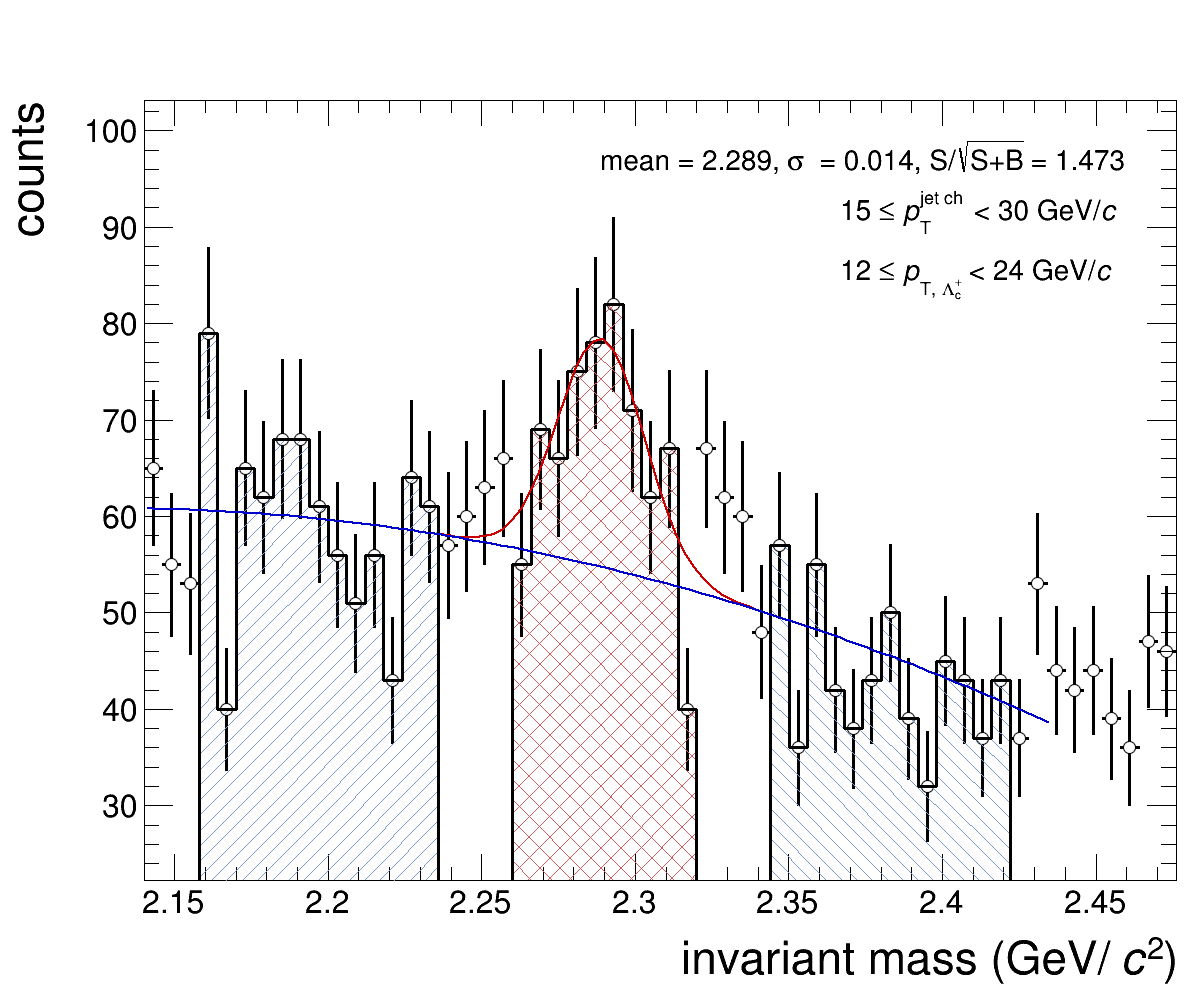 counts
100
90
80
70
60
50
40
30
mean = 2.289, σ = 0.014, S/√S+B = 1.473
15 ≤ p_T^jet ch < 30 GeV/c
12 ≤ p_T, Λ_c^+ < 24 GeV/c
2.15 2.2 2.25 2.3 2.35 2.4 2.45
invariant mass (GeV/ c²)